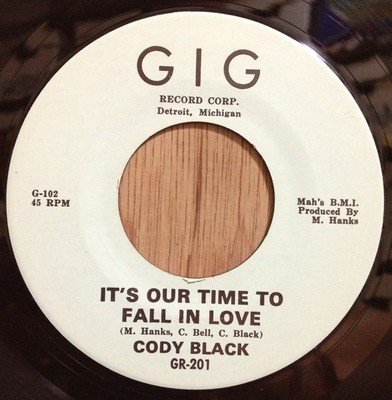 GIG
RECORD CORP.
Detroit, Michigan
G-102
45 RPM
Mah's B.M.I.
Produced By
M. Hanks
IT'S OUR TIME TO
FALL IN LOVE
(M. Hanks, C. Bell, C. Black)
CODY BLACK
GR-201